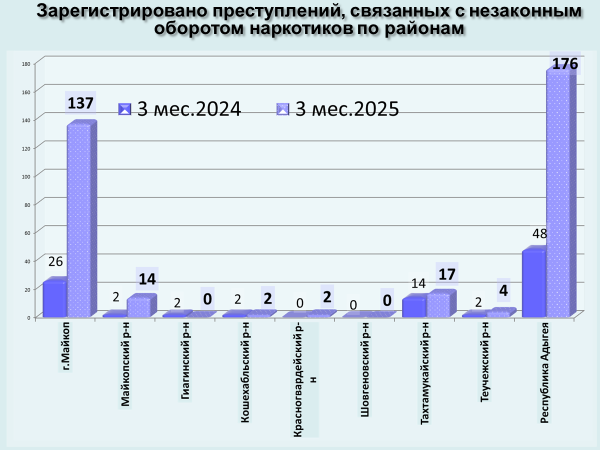 Зарегистрировано преступлений, связанных с незаконным
оборотом наркотиков по районам
3 мес.2024
3 мес.2025
180
160
140
120
100
80
60
40
20
0
26
137
2
14
2
0
2
2
0
2
0
0
14
17
2
4
48
176
г.Майкоп
Майкопский р-н
Гиагинский р-н
Кошехабльский р-н
Красногвардейский р-
н
Шовгеновский р-н
Тахтамукайский р-н
Теучежский р-н
Республика Адыгея